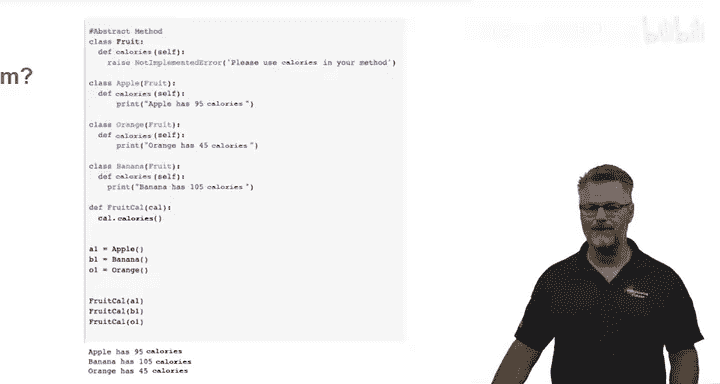 m?
#Abstract Method
class Fruit:
def calories(self):
raise NotImplementedError('Please use calories in your method')
class Apple(Fruit):
def calories(self):
print("Apple has 95 calories ")
class Orange(Fruit):
def calories(self):
print("Orange has 45 calories ")
class Banana(Fruit):
def calories(self):
print("Banana has 105 calories ")
def FruitCal(cal):
cal.calories()
a1 = Apple()
b1 = Banana()
o1 = Orange()
FruitCal(a1)
FruitCal(b1)
FruitCal(o1)
Apple has 95 calories
Banana has 105 calories
Orange has 45 calories
bilibili